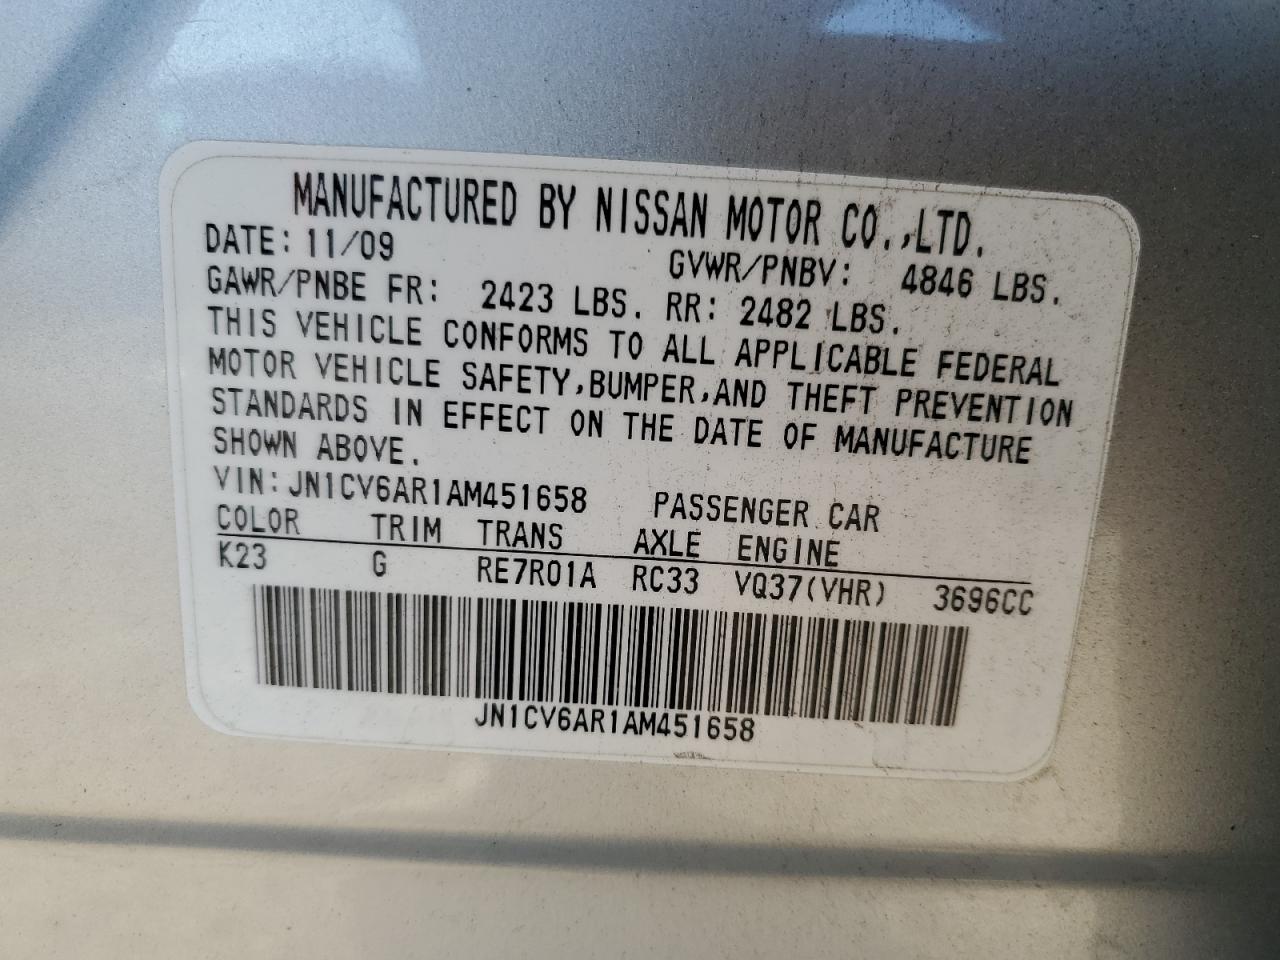 MANUFACTURED BY NISSAN MOTOR CO.,LTD.
DATE: 11/09 GVWR/PNBV: 4846 LBS.
GAWR/PNBE FR: 2423 LBS. RR: 2482 LBS.
THIS VEHICLE CONFORMS TO ALL APPLICABLE FEDERAL
MOTOR VEHICLE SAFETY,BUMPER,AND THEFT PREVENTION
STANDARDS IN EFFECT ON THE DATE OF MANUFACTURE
SHOWN ABOVE.
VIN:JN1CV6AR1AM451658 PASSENGER CAR
COLOR TRIM TRANS AXLE ENGINE
K23 G RE7R01A RC33 VQ37(VHR) 3696CC
JN1CV6AR1AM451658